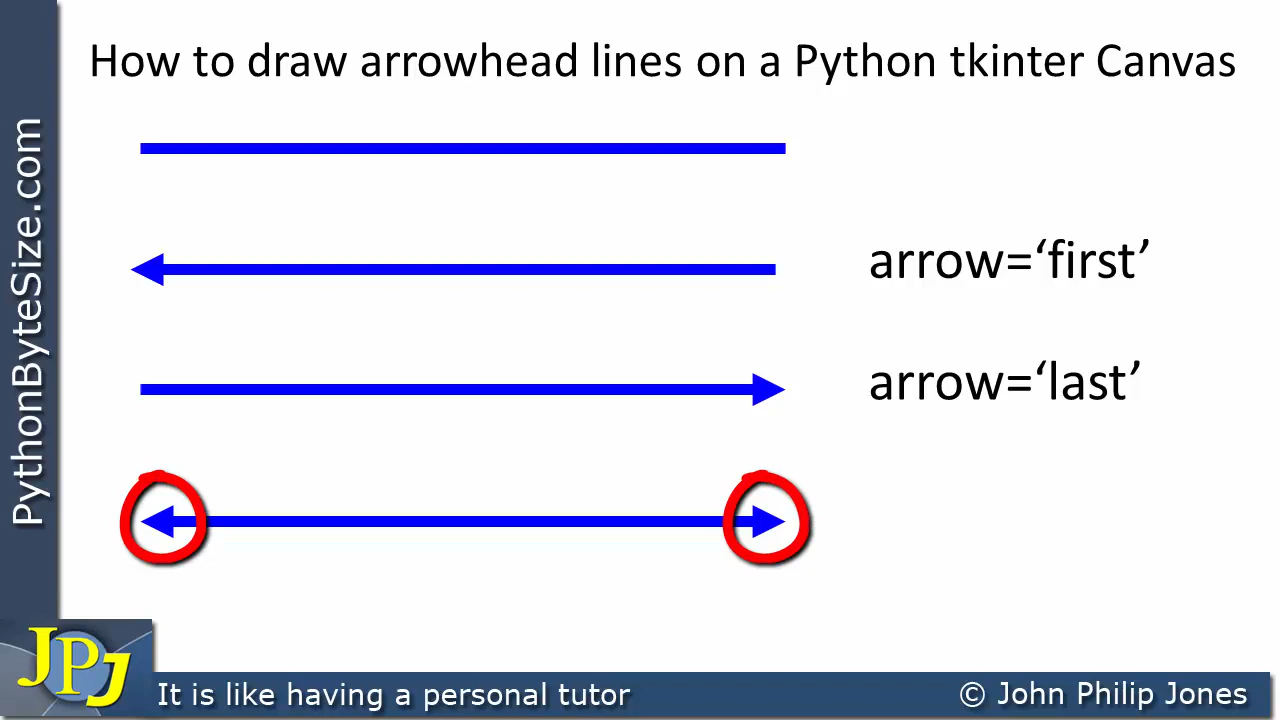 How to draw arrowhead lines on a Python tkinter Canvas
arrow=‘first’
arrow=‘last’
PythonByteSize.com
JPJ
It is like having a personal tutor
© John Philip Jones